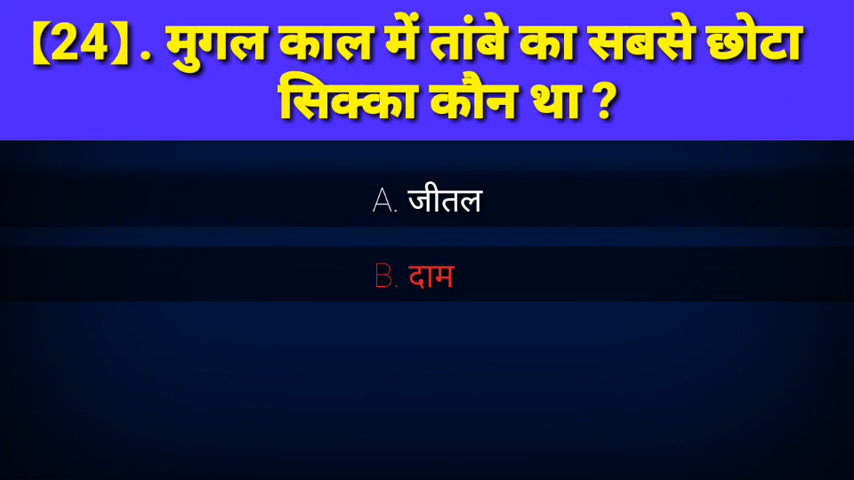 【24】. मुगल काल में तांबे का सबसे छोटा
सिक्का कौन था ?
A. जीतल
B. दाम